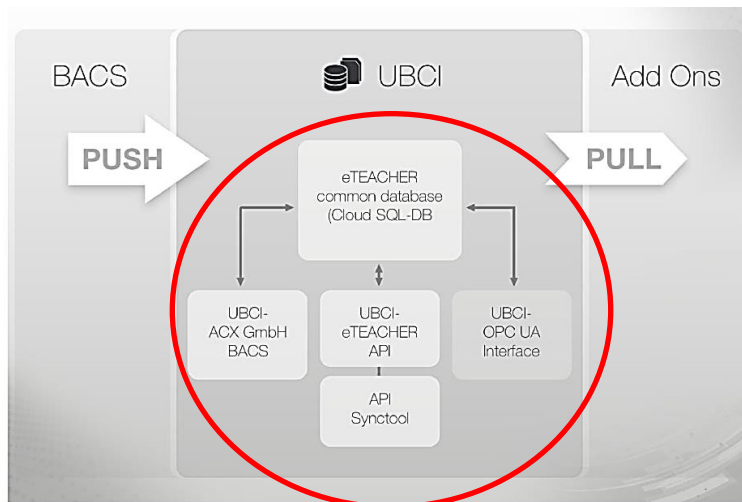 BACS
UBCI
Add Ons
PUSH
PULL
eTEACHER
common database
(Cloud SQL-DB
UBCI-
ACX GmbH
BACS
UBCI-
eTEACHER
API
UBCI-
OPC UA
Interface
API
Synctool